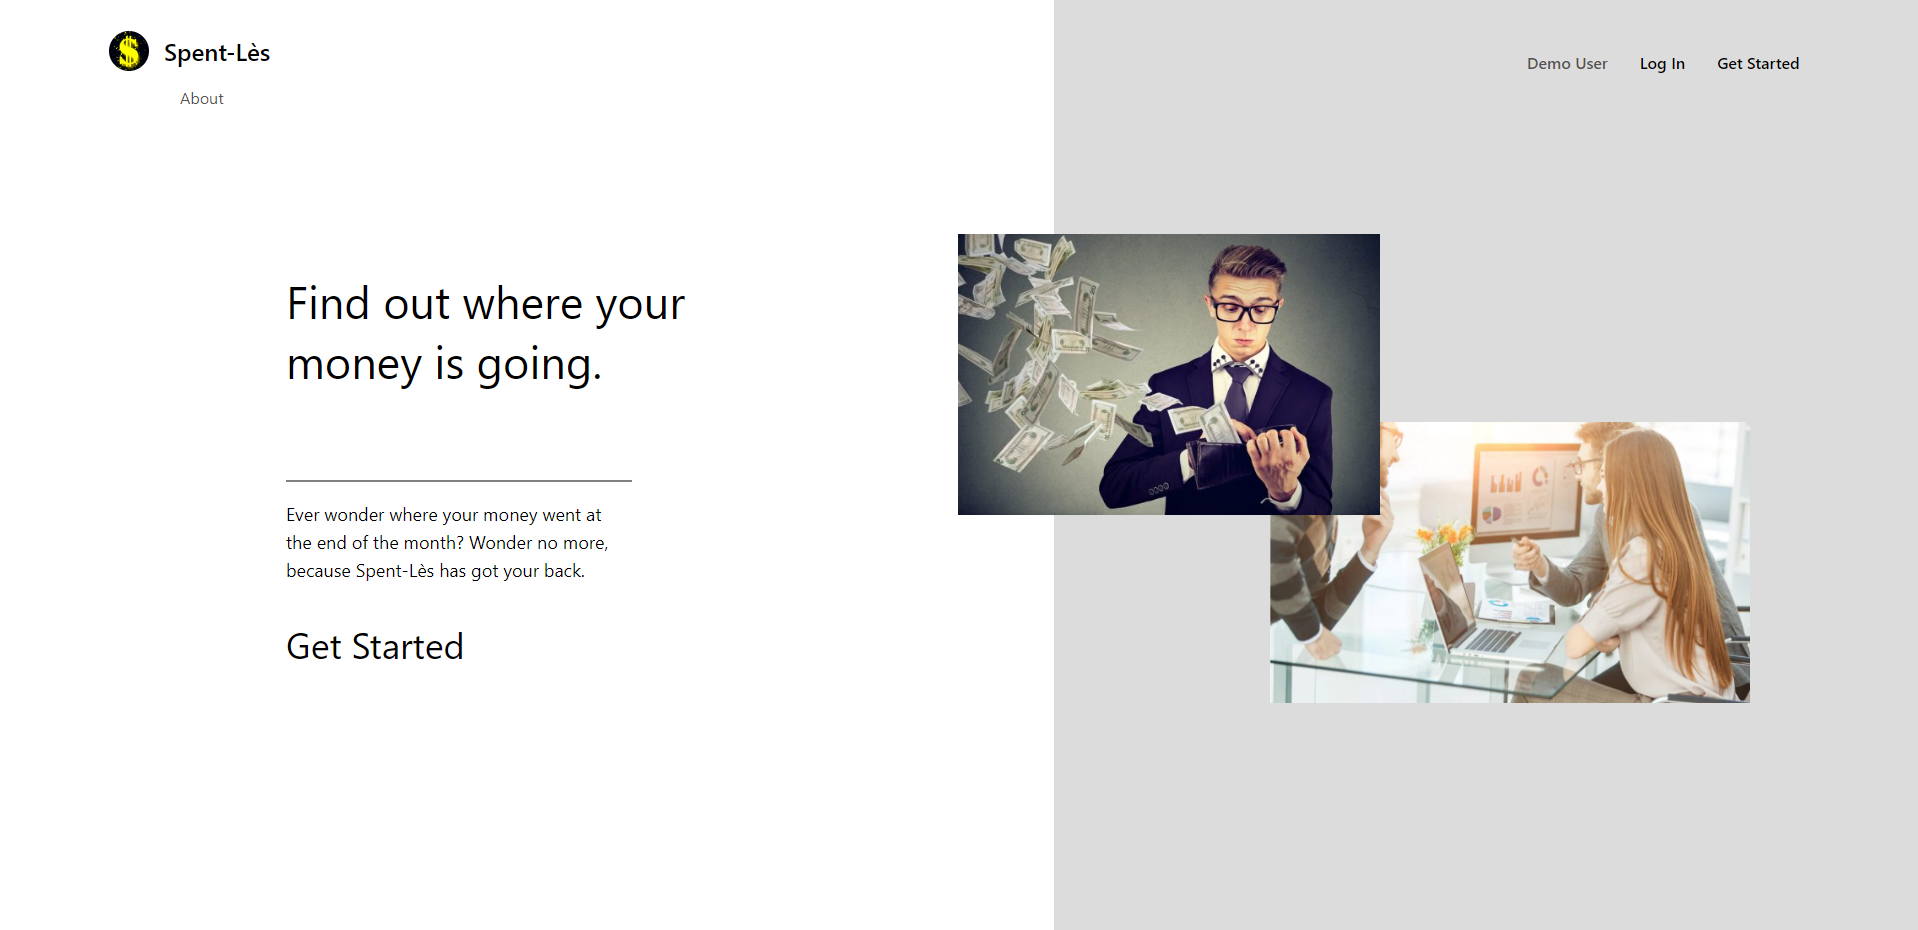 Spent-Lès
About
Demo User
Log In
Get Started
Find out where your
money is going.
Ever wonder where your money went at
the end of the month? Wonder no more,
because Spent-Lès has got your back.
Get Started